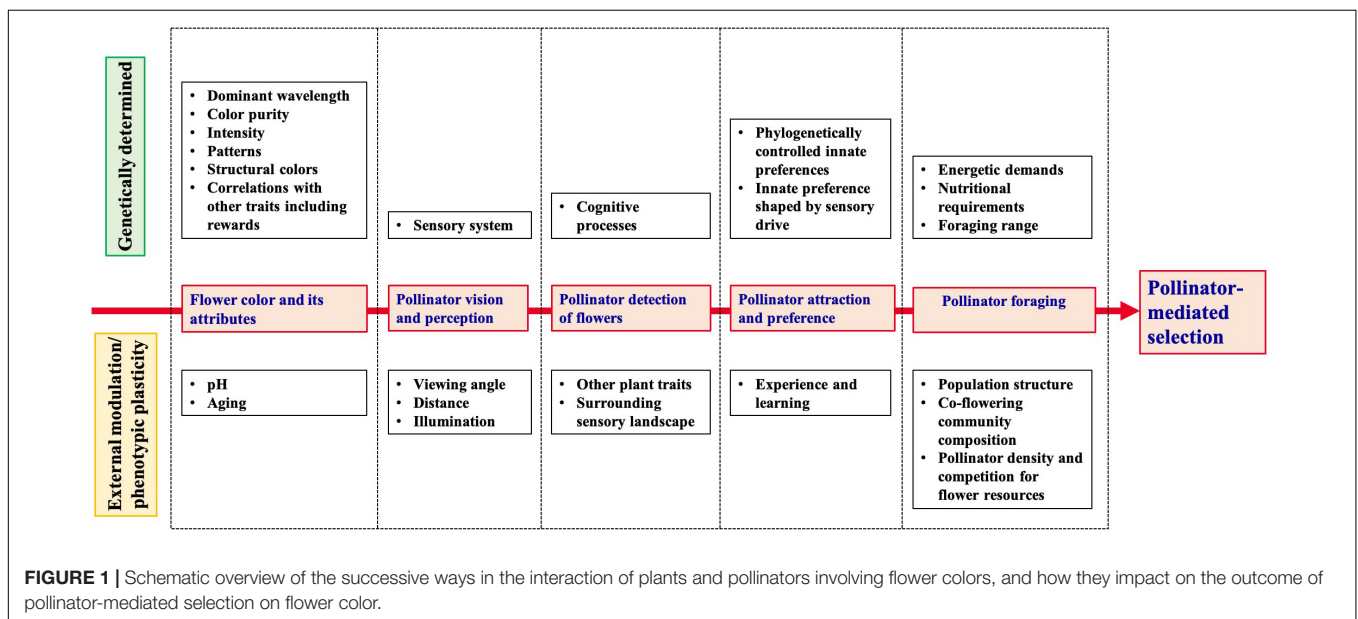 Genetically determined
• Dominant wavelength
• Color purity
• Intensity
• Patterns
• Structural colors
• Correlations with
other traits including
rewards
• Sensory system
• Cognitive
processes
• Phylogenetically
controlled innate
preferences
• Innate preference
shaped by sensory
drive
• Energetic demands
• Nutritional
requirements
• Foraging range
Flower color and its
attributes
Pollinator vision
and perception
Pollinator detection
of flowers
Pollinator attraction
and preference
Pollinator foraging
Pollinator-
mediated
selection
External modulation/
phenotypic plasticity
• pH
• Aging
• Viewing angle
• Distance
• Illumination
• Other plant traits
• Surrounding
sensory landscape
• Experience and
learning
• Population structure
• Co-flowering
community
composition
• Pollinator density and
competition for
flower resources
FIGURE 1 | Schematic overview of the successive ways in the interaction of plants and pollinators involving flower colors, and how they impact on the outcome of
pollinator-mediated selection on flower color.